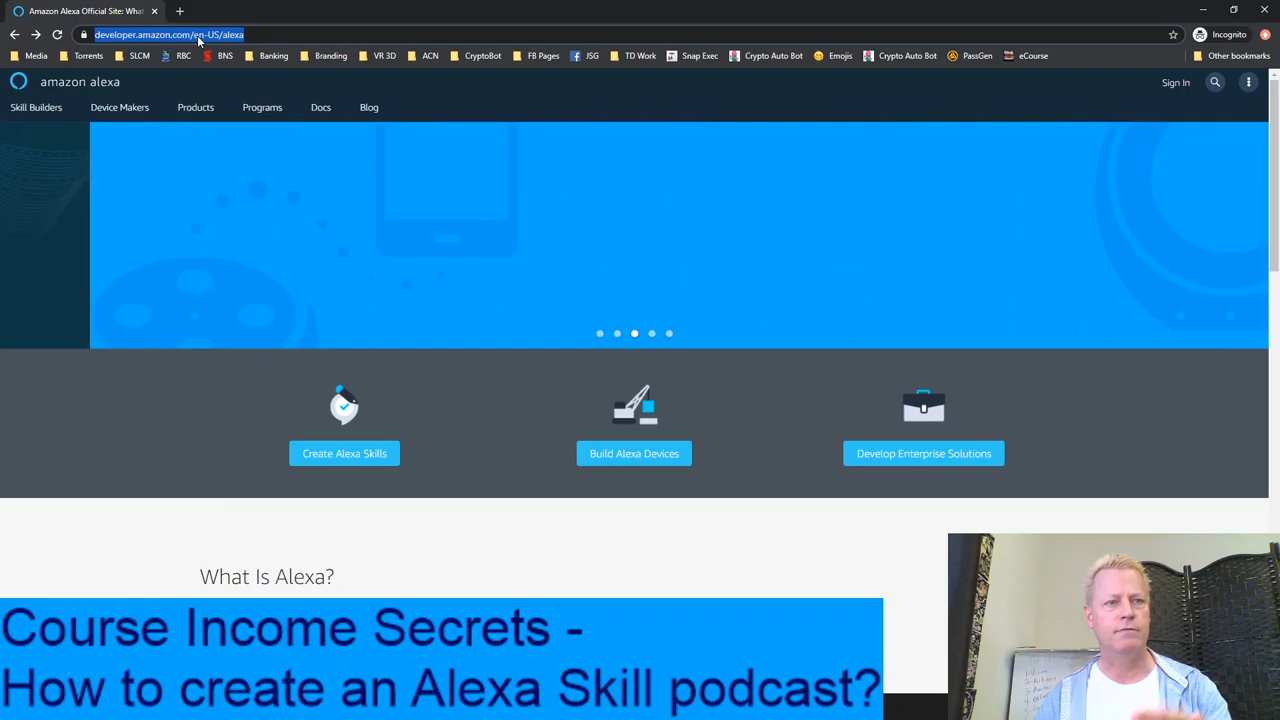 Amazon Alexa Official Site: What
developer.amazon.com/en-US/alexa
Incognito
Media Torrents SLCM RBC BNS Banking Branding VR 3D ACN CryptoBot FB Pages JSG TD Work Snap Exec Crypto Auto Bot Emojis Crypto Auto Bot PassGen eCourse Other bookmarks
amazon alexa
Sign In
Skill Builders Device Makers Products Programs Docs Blog
Create Alexa Skills Build Alexa Devices Develop Enterprise Solutions
What Is Alexa?
Course Income Secrets -
How to create an Alexa Skill podcast?